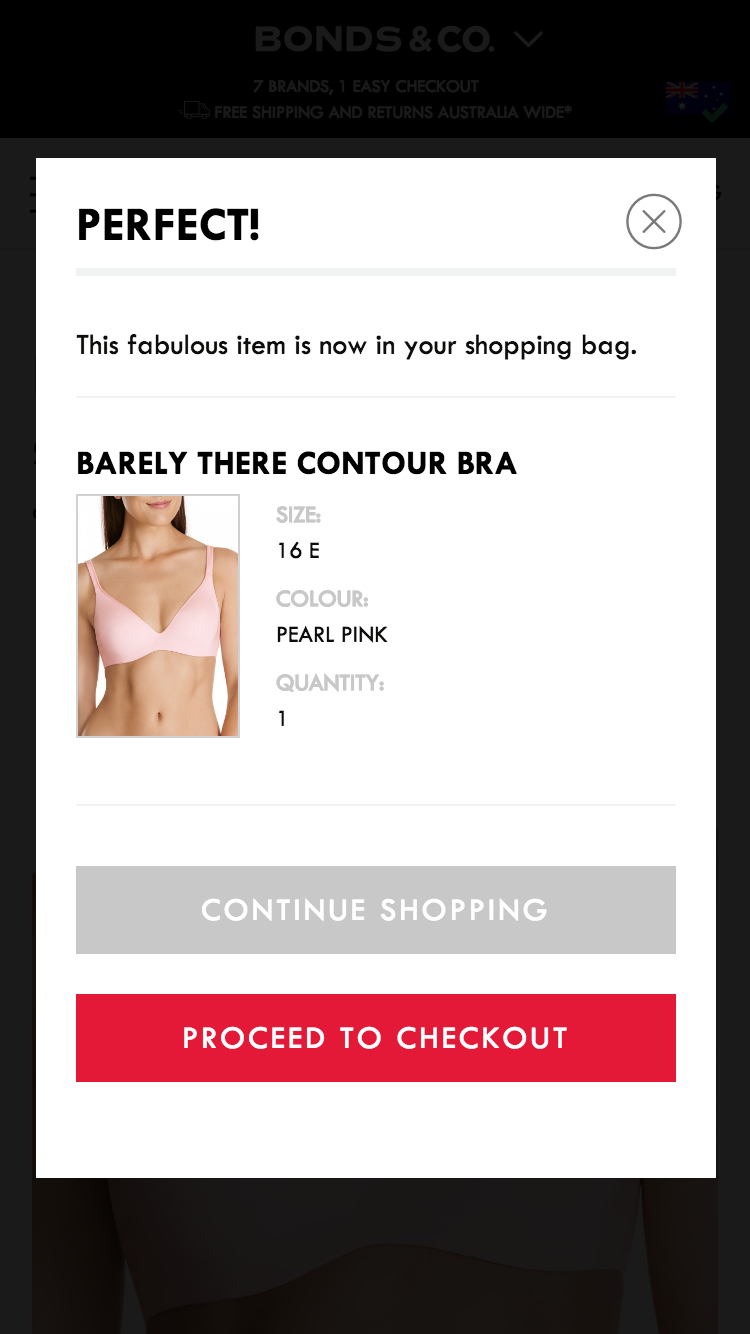 BONDS & CO.
7 BRANDS, 1 EASY CHECKOUT
FREE SHIPPING AND RETURNS AUSTRALIA WIDE*
PERFECT!
This fabulous item is now in your shopping bag.
BARELY THERE CONTOUR BRA
SIZE:
16 E
COLOUR:
PEARL PINK
QUANTITY:
1
CONTINUE SHOPPING
PROCEED TO CHECKOUT